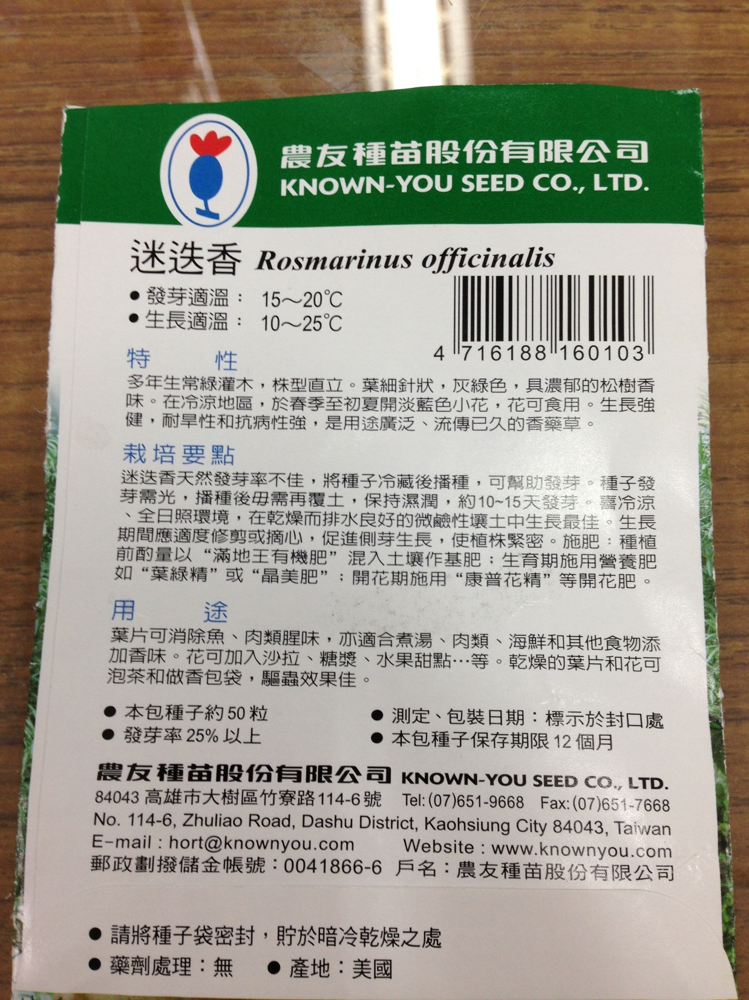 農友種苗股份有限公司
KNOWN-YOU SEED CO., LTD.
迷迭香 Rosmarinus officinalis
● 發芽適溫： 15～20℃
● 生長適溫： 10～25℃
4 716188 160103
特 性
多年生常綠灌木，株型直立。葉細針狀，灰綠色，具濃郁的松樹香
味。在冷涼地區，於春季至初夏開淡藍色小花，花可食用。生長強
健，耐旱性和抗病性強，是用途廣泛、流傳已久的香藥草。
栽培要點
迷迭香天然發芽率不佳，將種子冷藏後播種，可幫助發芽。種子發
芽需光，播種後毋需再覆土，保持濕潤，約10~15天發芽。喜冷涼
、全日照環境，在乾燥而排水良好的微鹼性壤土中生長最佳。生長
期間應適度修剪或摘心，促進側芽生長，使植株緊密。施肥：種植
前酌量以“滿地王有機肥”混入土壤作基肥；生育期施用營養肥
如“葉綠精”或“晶美肥”；開花期施用“康普花精”等開花肥。
用 途
葉片可消除魚、肉類腥味，亦適合煮湯、肉類、海鮮和其他食物添
加香味。花可加入沙拉、糖漿、水果甜點…等。乾燥的葉片和花可
泡茶和做香包袋，驅蟲效果佳。
● 本包種子約50粒 ● 測定、包裝日期：標示於封口處
● 發芽率25%以上 ● 本包種子保存期限12個月
農友種苗股份有限公司 KNOWN-YOU SEED CO., LTD.
84043 高雄市大樹區竹寮路114-6號 Tel:(07)651-9668 Fax:(07)651-7668
No. 114-6, Zhuliao Road, Dashu District, Kaohsiung City 84043, Taiwan
E-mail : hort@knownyou.com Website : www.knownyou.com
郵政劃撥儲金帳號：0041866-6 戶名：農友種苗股份有限公司
● 請將種子袋密封，貯於暗冷乾燥之處
● 藥劑處理：無 ● 產地：美國